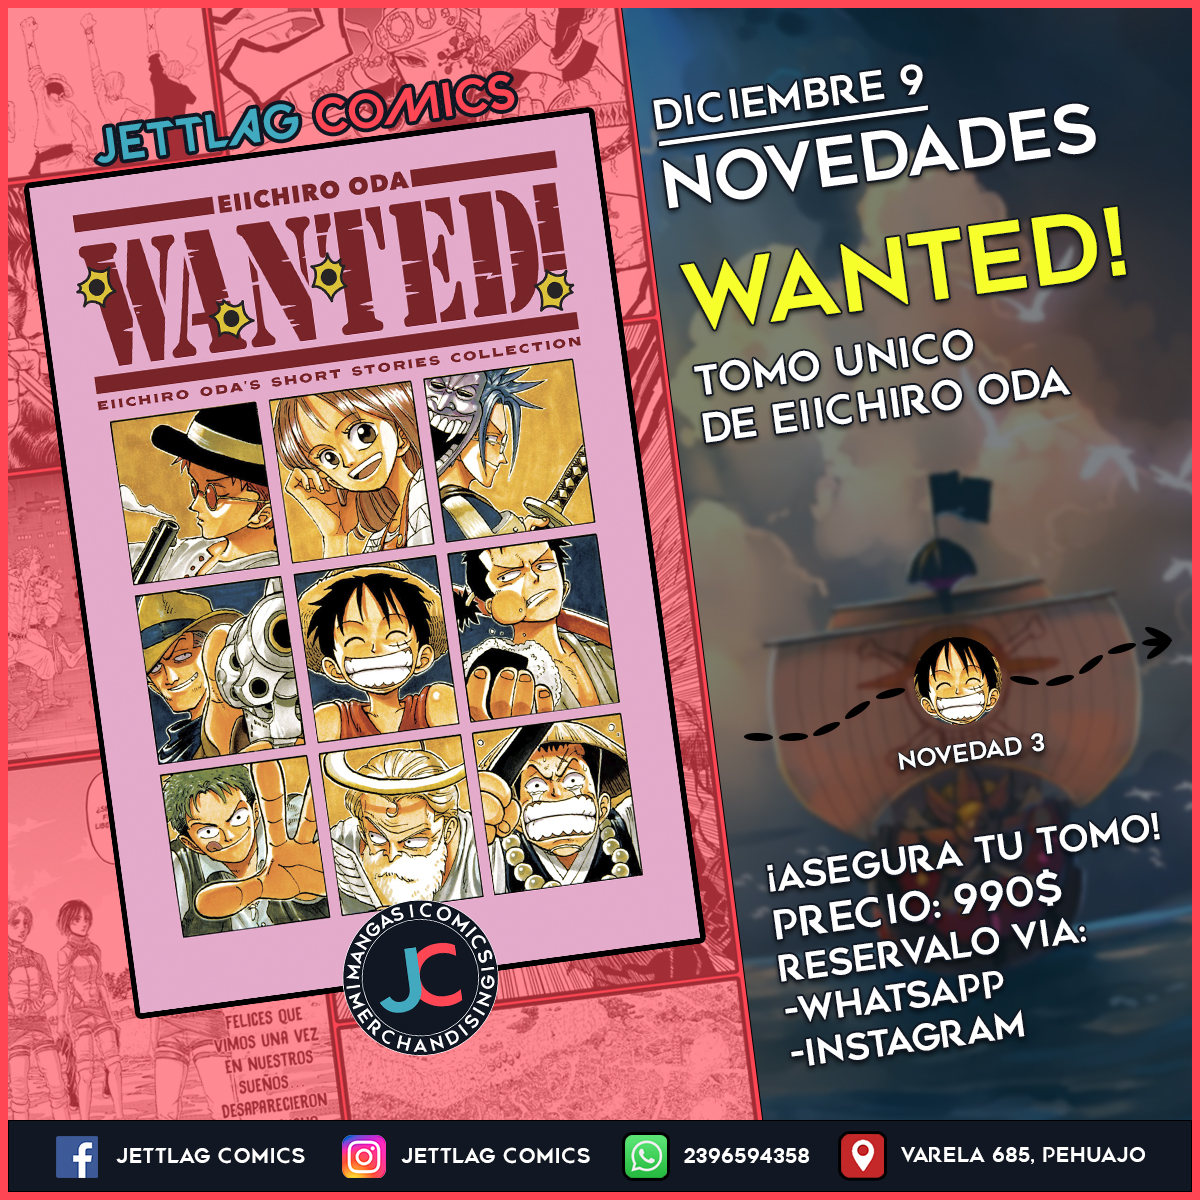 JETTLAG COMICS
EIICHIRO ODA
WANTED!
EIICHIRO ODA'S SHORT STORIES COLLECTION
DICIEMBRE 9
NOVEDADES
WANTED!
TOMO UNICO
DE EIICHIRO ODA
NOVEDAD 3
¡ASEGURA TU TOMO!
PRECIO: 990$
RESERVALO VIA:
-WHATSAPP
-INSTAGRAM
MANGAS|COMICS|
MERCHANDISING|
JC
FELICES QUE
VIMOS UNA VEZ
EN NUESTROS
SUEÑOS...
DESAPARECIERON
JETTLAG COMICS
JETTLAG COMICS
2396594358
VARELA 685, PEHUAJO